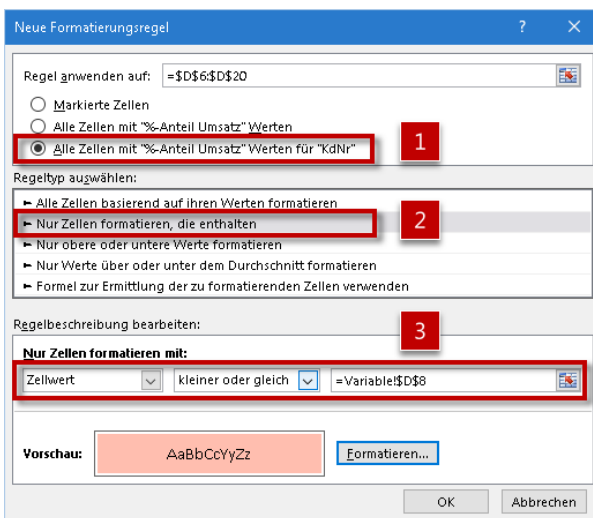 Neue Formatierungsregel ? ×
Regel anwenden auf: =$D$6:$D$20
Markierte Zellen
Alle Zellen mit "%-Anteil Umsatz" Werten
Alle Zellen mit "%-Anteil Umsatz" Werten für "KdNr"
1
Regeltyp auswählen:
► Alle Zellen basierend auf ihren Werten formatieren
► Nur Zellen formatieren, die enthalten
2
► Nur obere oder untere Werte formatieren
► Nur Werte über oder unter dem Durchschnitt formatieren
► Formel zur Ermittlung der zu formatierenden Zellen verwenden
Regelbeschreibung bearbeiten:
3
Nur Zellen formatieren mit:
Zellwert kleiner oder gleich =Variable!$D$8
Vorschau: AaBbCcYyZz Formatieren...
OK Abbrechen